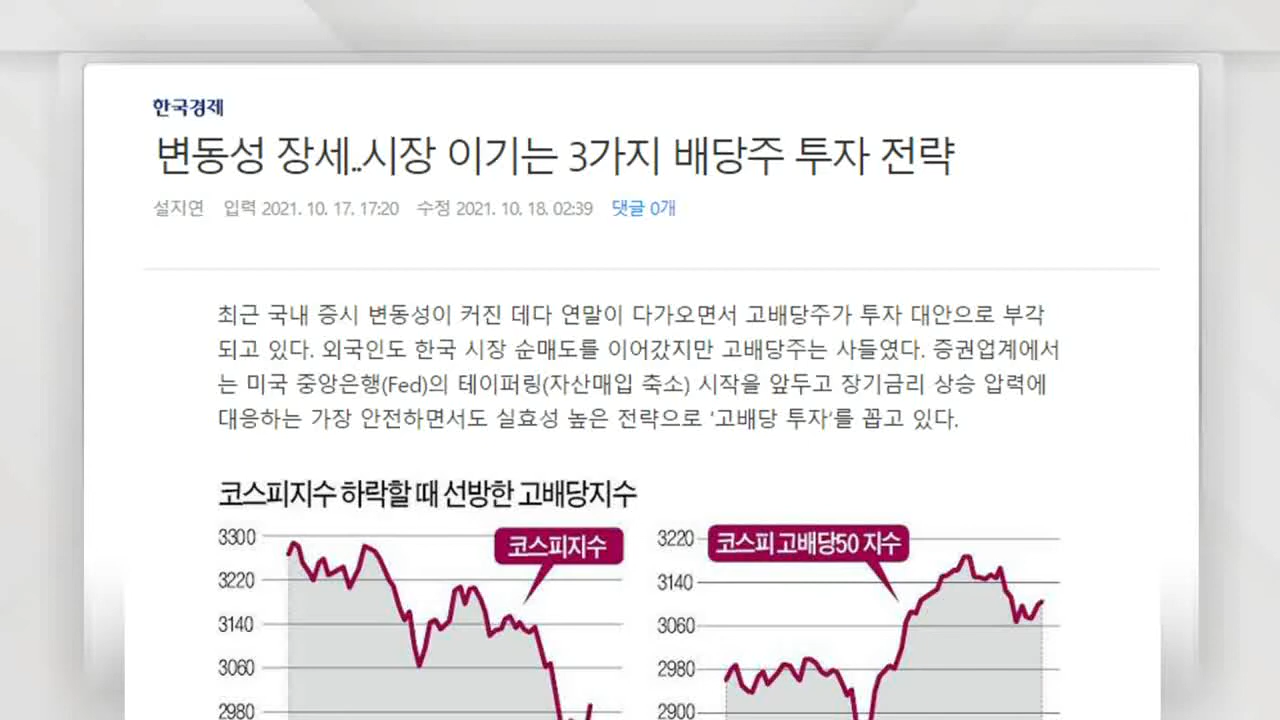 한국경제
변동성 장세..시장 이기는 3가지 배당주 투자 전략
설지연 입력 2021. 10. 17. 17:20 수정 2021. 10. 18. 02:39 댓글 0개
최근 국내 증시 변동성이 커진 데다 연말이 다가오면서 고배당주가 투자 대안으로 부각
되고 있다. 외국인도 한국 시장 순매도를 이어갔지만 고배당주는 사들였다. 증권업계에서
는 미국 중앙은행(Fed)의 테이퍼링(자산매입 축소) 시작을 앞두고 장기금리 상승 압력에
대응하는 가장 안전하면서도 실효성 높은 전략으로 ‘고배당 투자’를 꼽고 있다.
코스피지수 하락할 때 선방한 고배당지수
3300
코스피지수
3220
3140
3060
2980
3220
코스피 고배당50 지수
3140
3060
2980
2900